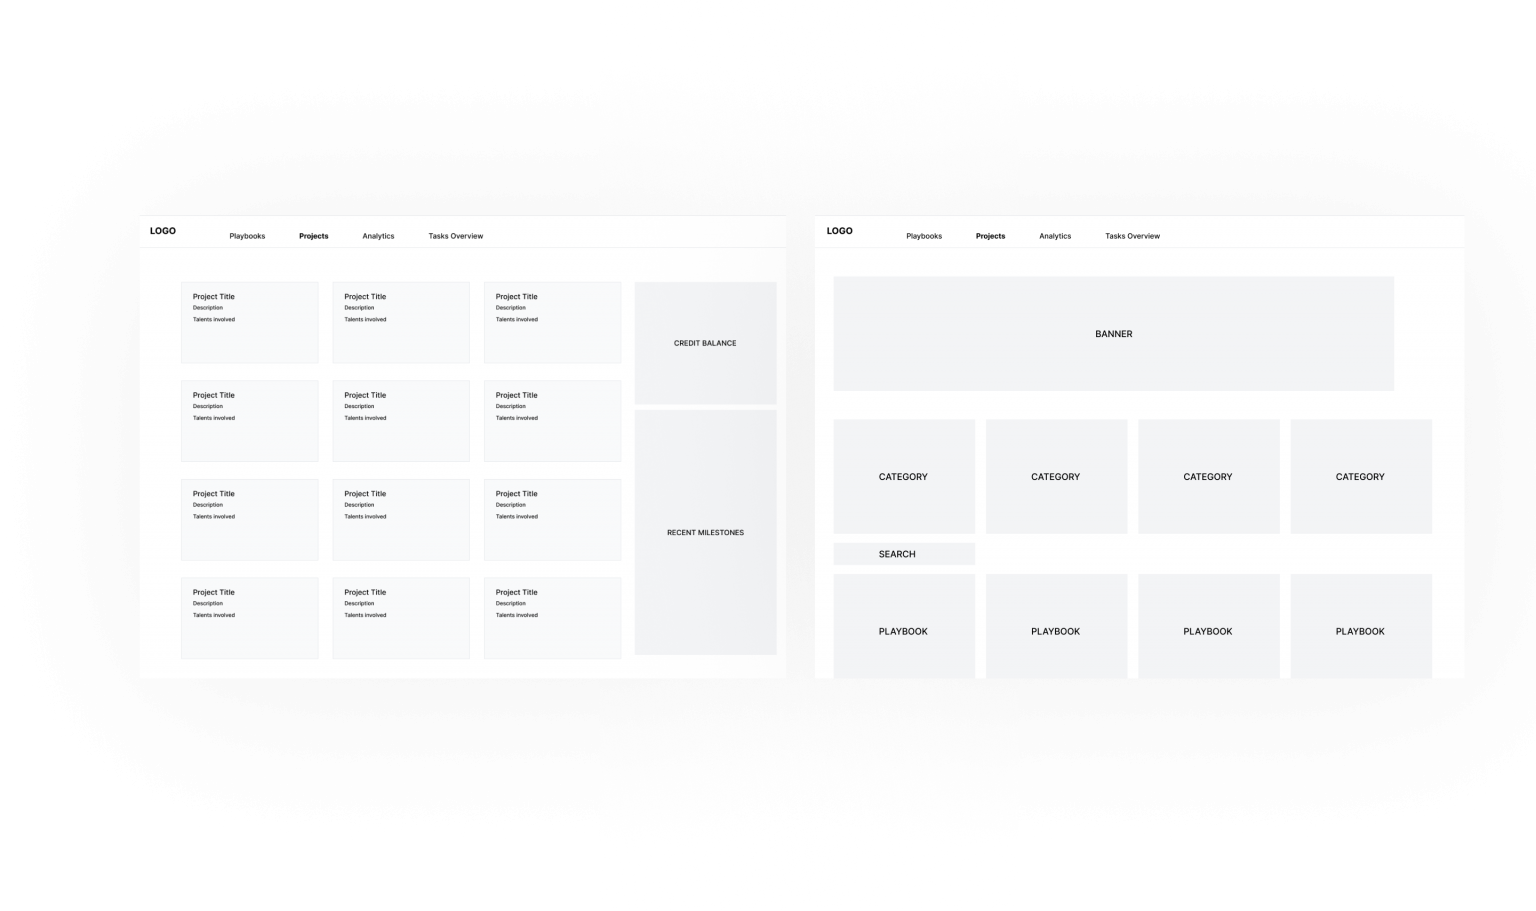 LOGO
Playbooks Projects Analytics Tasks Overview
Project Title
Description
Talents involved
Project Title
Description
Talents involved
Project Title
Description
Talents involved
Project Title
Description
Talents involved
Project Title
Description
Talents involved
Project Title
Description
Talents involved
Project Title
Description
Talents involved
Project Title
Description
Talents involved
Project Title
Description
Talents involved
Project Title
Description
Talents involved
Project Title
Description
Talents involved
Project Title
Description
Talents involved
CREDIT BALANCE
RECENT MILESTONES
LOGO
Playbooks Projects Analytics Tasks Overview
BANNER
CATEGORY
CATEGORY
CATEGORY
CATEGORY
SEARCH
PLAYBOOK
PLAYBOOK
PLAYBOOK
PLAYBOOK